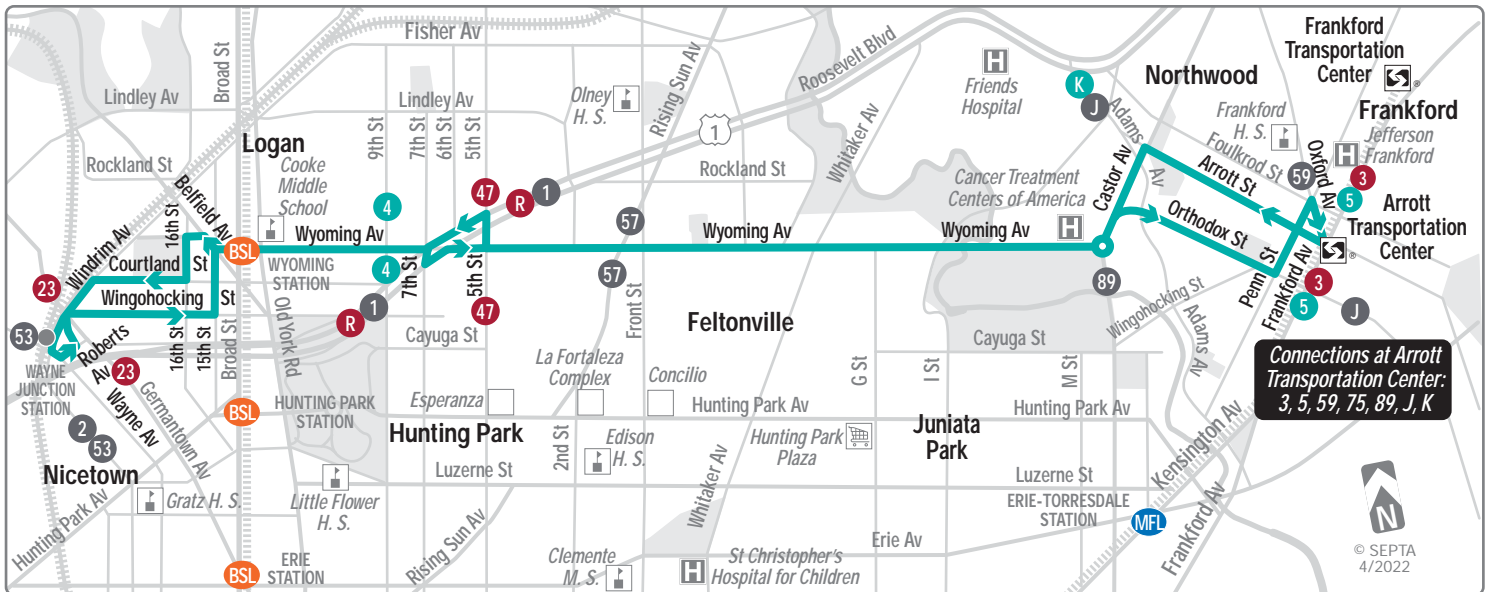 Fisher Av
Broad St
Lindley Av
Rockland St
Logan
Cooke
Middle
School
Belfield Av
Windrim Av
16th St
Courtland
St
Wingohocking
St
23
53
WAYNE
JUNCTION
STATION
Roberts
Av
23
Wayne Av
Germantown Av
2
53
Nicetown
Hunting Park Av
Gratz H. S.
16th St
15th St
Broad St
BSL
WYOMING
STATION
Old York Rd
BSL
HUNTING PARK
STATION
BSL
ERIE
STATION
Little Flower
H. S.
Lindley Av
9th St
7th St
6th St
5th St
4
Wyoming Av
4
7th St
5th St
47
R
1
47
R
1
Cayuga St
Esperanza
Hunting Park
Luzerne St
Rising Sun Av
Olney
H. S.
Rising Sun Av
1
Roosevelt Blvd
Rockland St
57
Wyoming Av
57
Front St
Feltonville
La Fortaleza
Complex
Concilio
Hunting Park Av
2nd St
Edison
H. S.
Whitaker Av
Whitaker Av
Hunting Park
Plaza
Clemente
M. S.
H
St Christopher's
Hospital for Children
G St
I St
Cayuga St
M St
Hunting Park Av
Juniata
Park
Luzerne St
ERIE-TORRESDALE
STATION
MFL
Erie Av
Kensington Av
Frankford Av
H
Friends
Hospital
Cancer Treatment
Centers of America
H
Wyoming Av
89
Castor Av
K
J
Adams
Av
Northwood
Arrott St
Orthodox St
Wingohocking St
Adams
Av
Penn St
Frankford Av
Frankford
H. S.
Foulkrod St
59
Oxford Av
Frankford
Transportation
Center
®
Frankford
Jefferson
Frankford
H
3
5
Arrott
Transportation
Center
®
3
5
J
Connections at Arrott
Transportation Center:
3, 5, 59, 75, 89, J, K
N
© SEPTA
4/2022